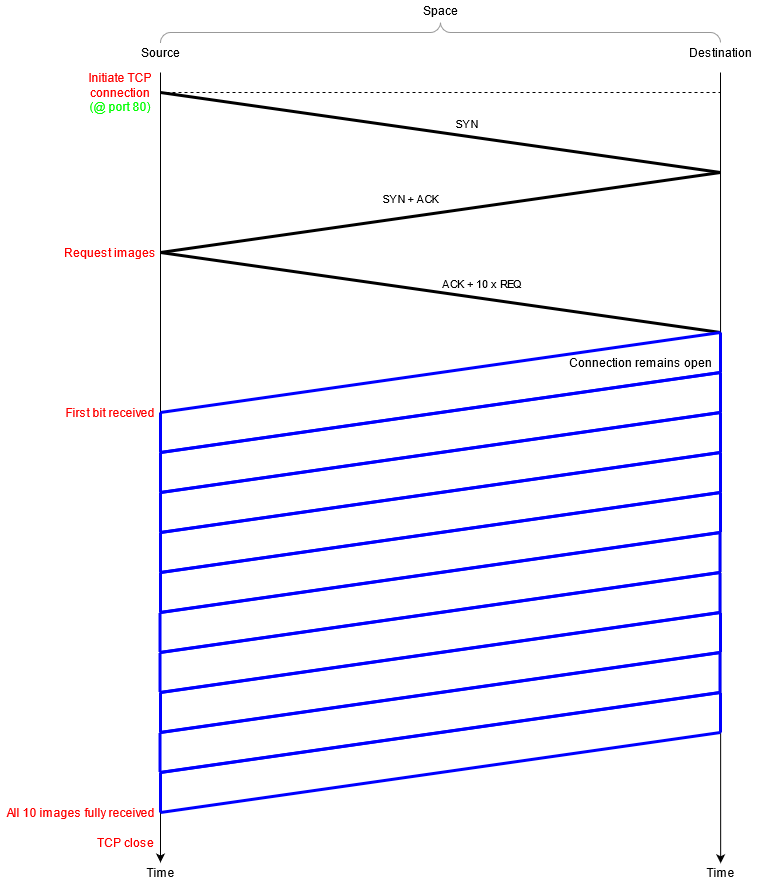 Space
Source
Destination
Initiate TCP
connection
(@ port 80)
SYN
SYN + ACK
Request images
ACK + 10 x REQ
Connection remains open
First bit received
All 10 images fully received
TCP close
Time
Time